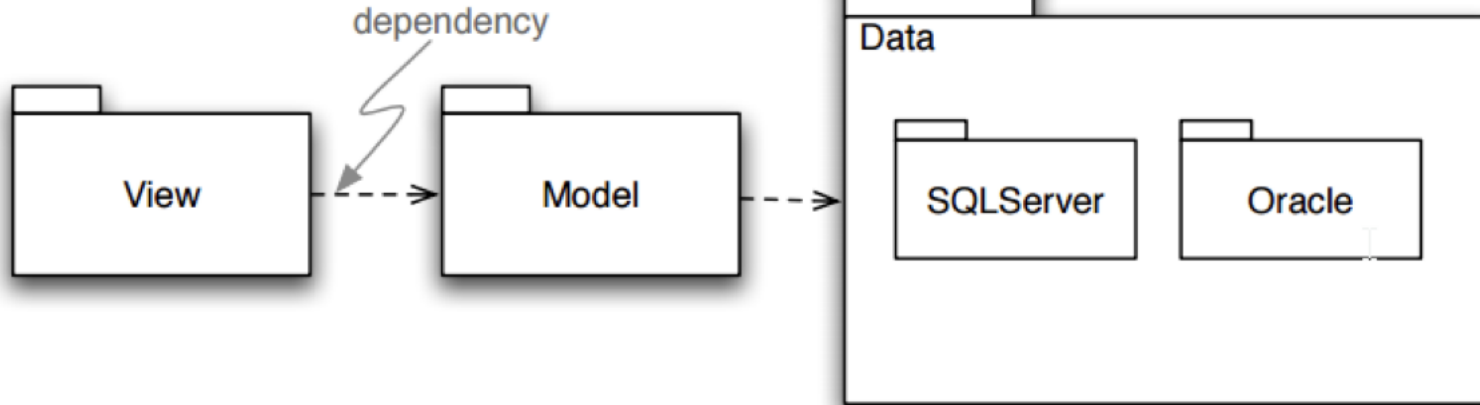 dependency
Data
View
Model
SQLServer
Oracle